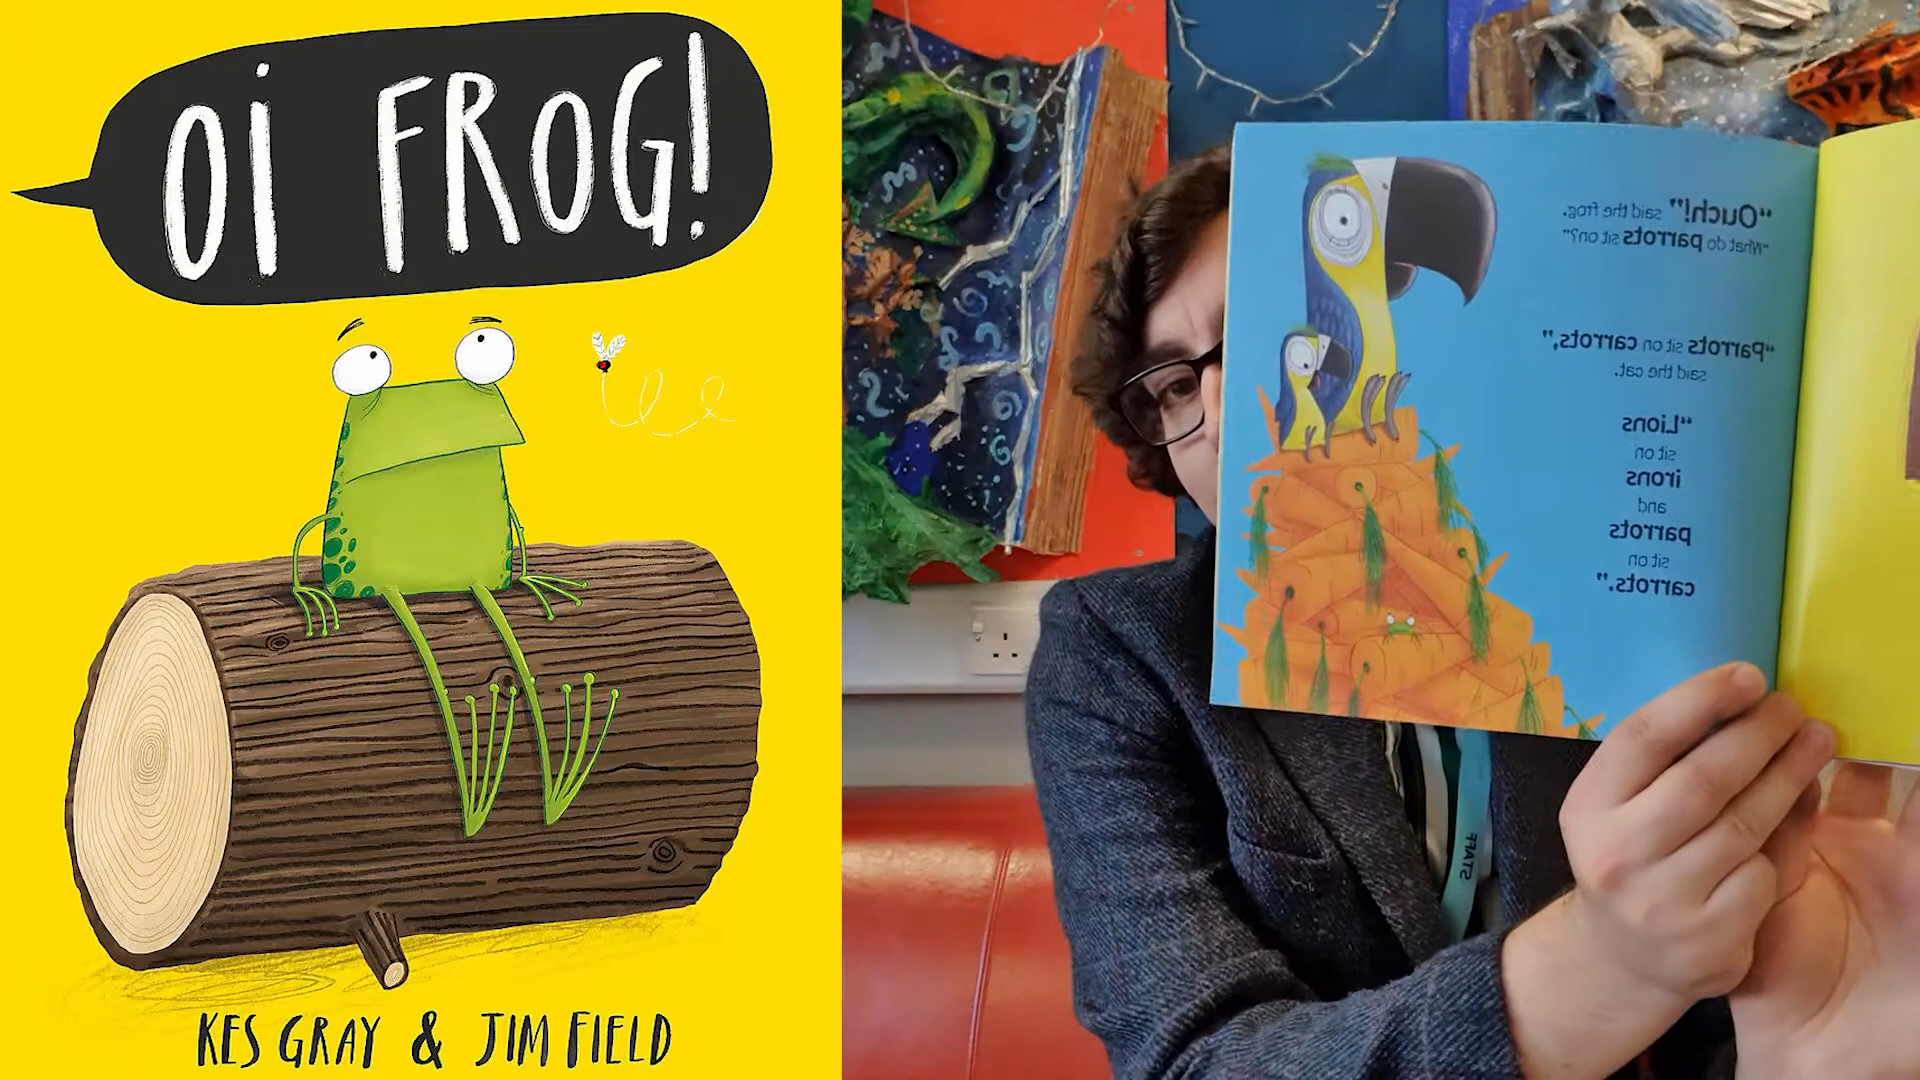 OI FROG!
KES GRAY & JIM FIELD
"Ouch!" said the frog.
"What do parrots sit on?"
"Parrots sit on carrots,"
said the cat.
"Lions
sit on
irons
and
parrots
sit on
carrots."
STAFF